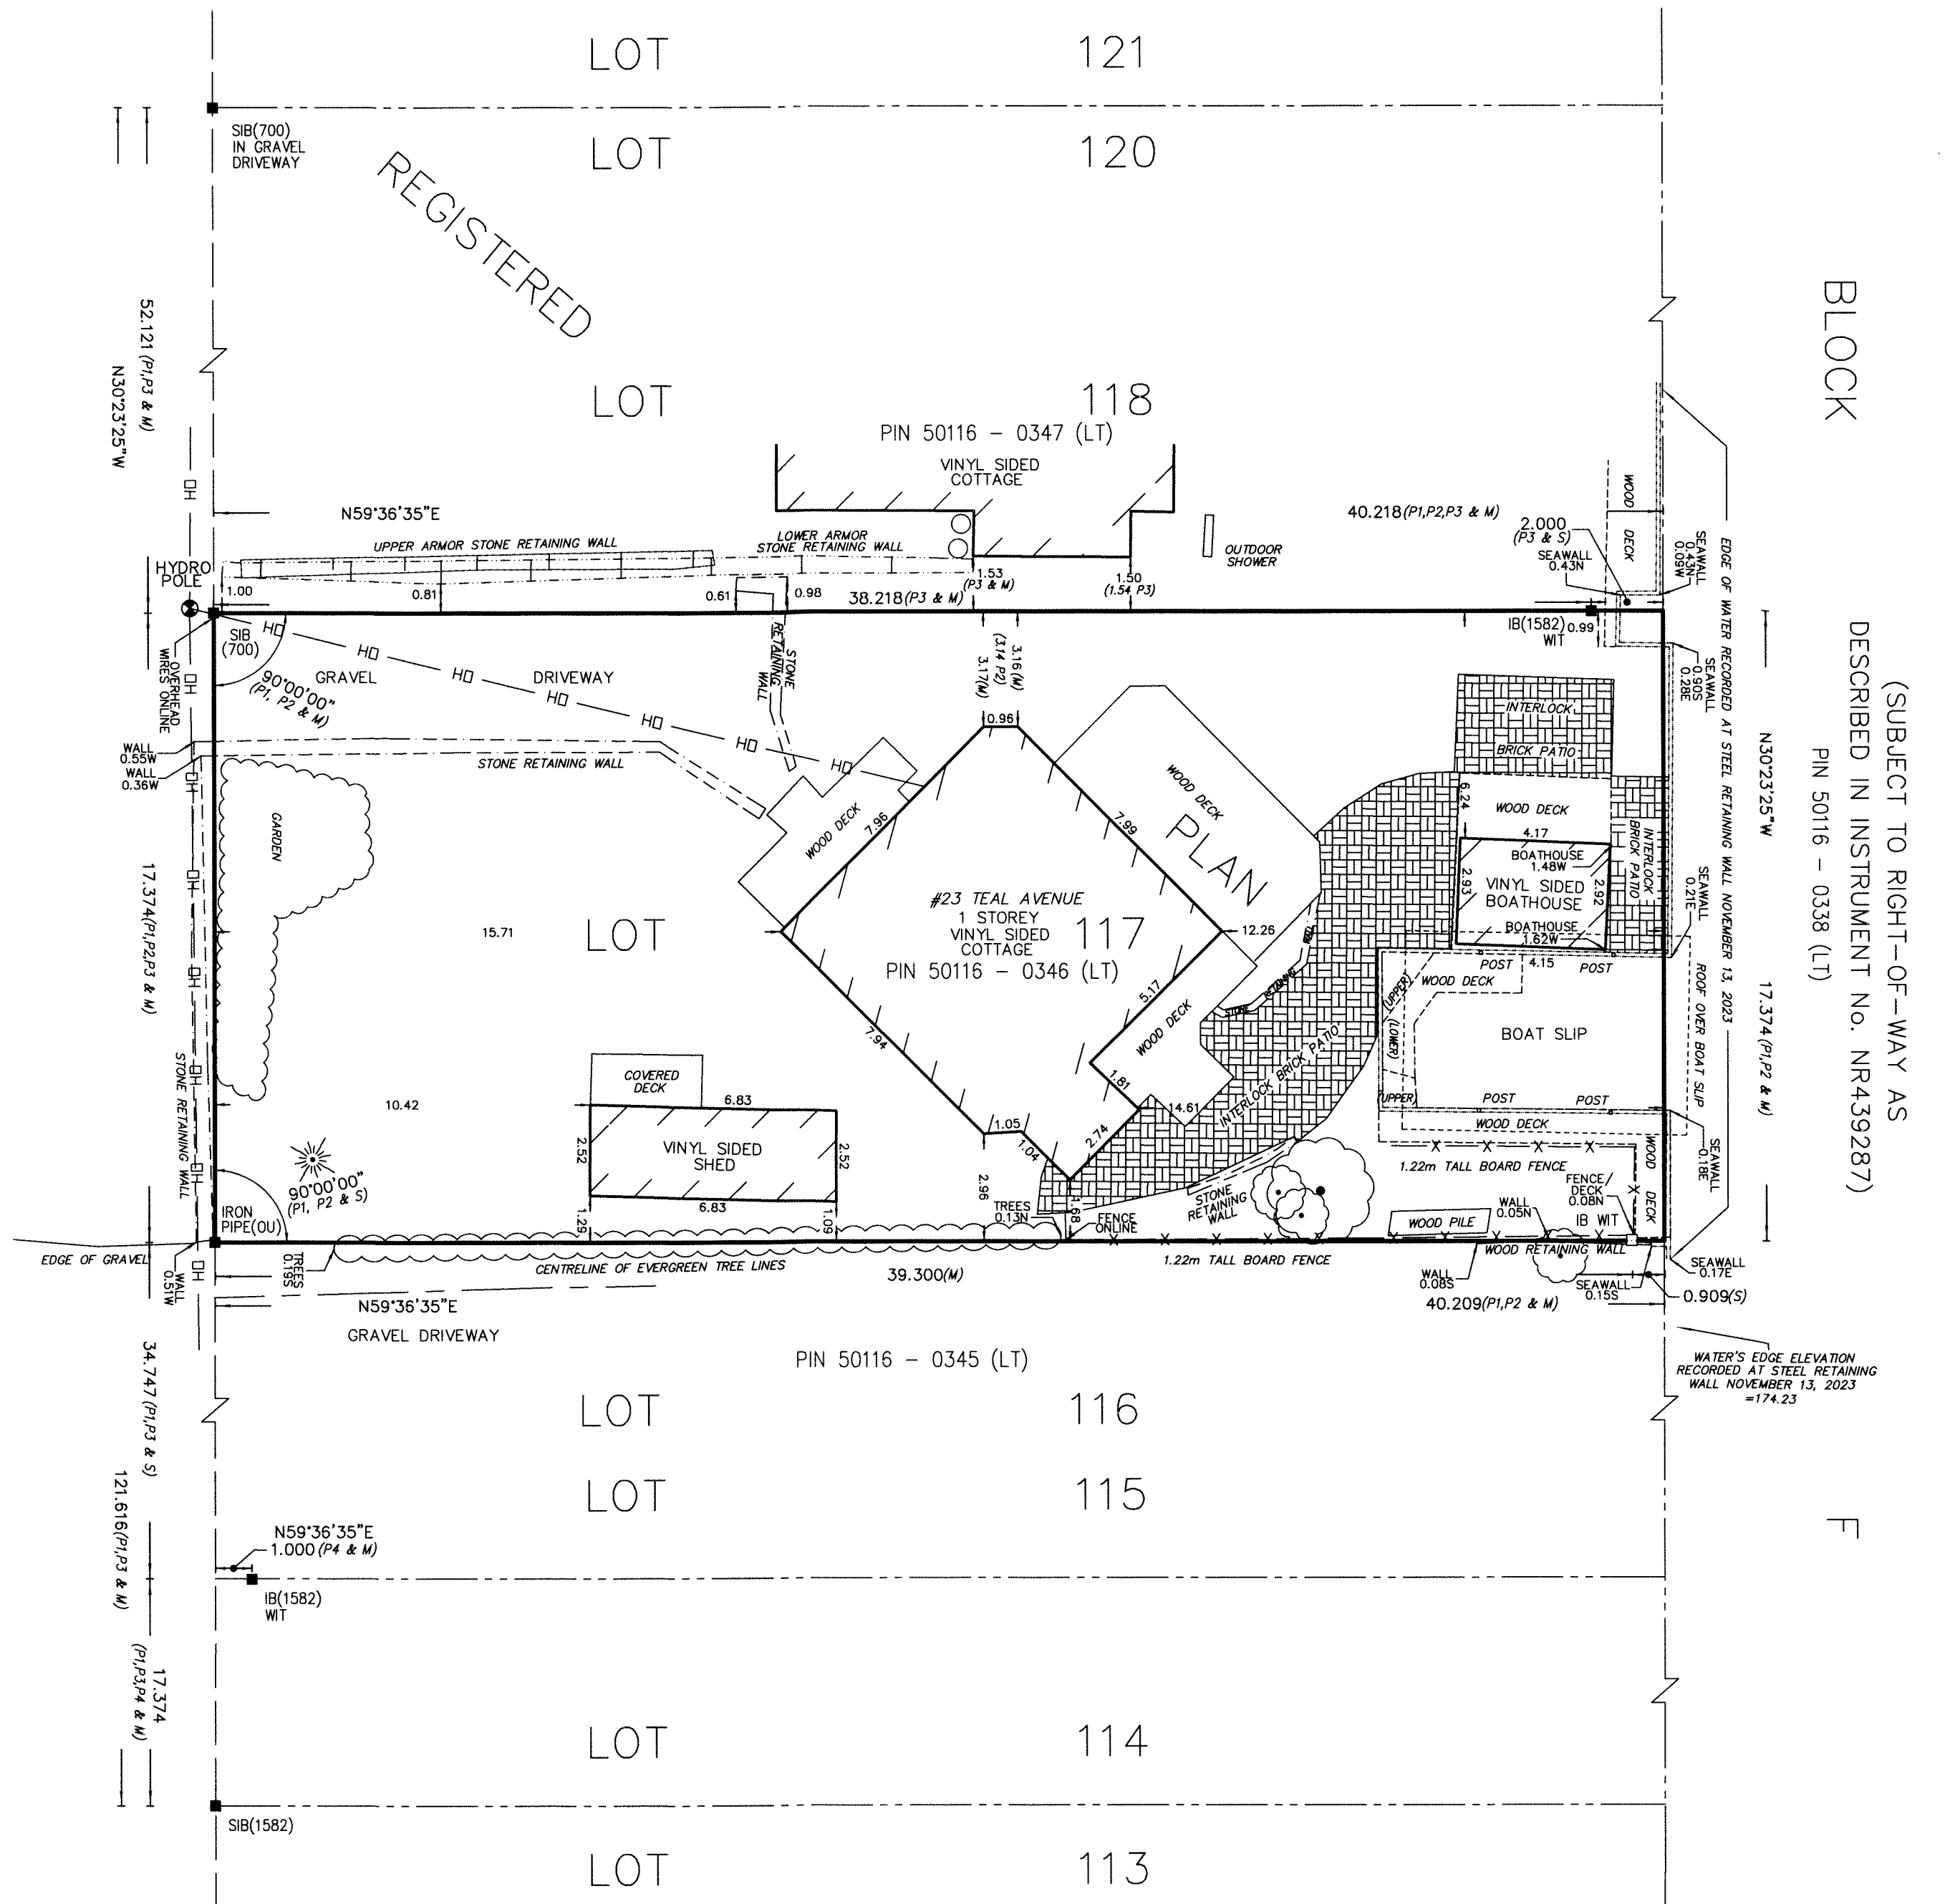 LOT 121
SIB(700)
IN GRAVEL
DRIVEWAY
LOT 120
REGISTERED
BLOCK
(SUBJECT TO RIGHT-OF-WAY AS
DESCRIBED IN INSTRUMENT No. NR439287)
PIN 50116 - 0338 (LT)
52.121 (P1,P3 & M)
N30°23'25"W
LOT 118
PIN 50116 - 0347 (LT)
VINYL SIDED
COTTAGE
N59°36'35"E
40.218(P1,P2,P3 & M)
WOOD DECK
2.000
(P3 & S)
SEAWALL
0.43N
SEAWALL
0.43N
0.09W
EDGE OF WATER RECORDED AT STEEL RETAINING WALL NOVEMBER 13, 2023
UPPER ARMOR STONE RETAINING WALL
LOWER ARMOR
STONE RETAINING WALL
OUTDOOR
SHOWER
HYDRO
POLE
1.00
0.81
0.61
0.98
38.218(P3 & M)
1.53
(P3 & M)
1.50
(1.54 P3)
IB(1582)
WIT
0.99
SIB
(700)
90°00'00"
(P1, P2 & M)
OVERHEAD
WIRES ONLINE
GRAVEL DRIVEWAY
STONE
RETAINING
WALL
3.16(M)
(3.14 P2)
3.17(M)
0.96
SEAWALL
0.90S
SEAWALL
0.28E
N30°23'25"W
WALL
0.55W
WALL
0.36W
STONE RETAINING WALL
GARDEN
WOOD DECK
7.96
7.99
WOOD DECK
PLAN
INTERLOCK
BRICK PATIO
WOOD DECK
6.24
4.17
BOATHOUSE
1.48W
INTERLOCK
BRICK PATIO
2.93
VINYL SIDED
BOATHOUSE
2.92
BOATHOUSE
1.62W
SEAWALL
0.21E
17.374(P1,P2,P3 & M)
15.71
LOT 117
#23 TEAL AVENUE
1 STOREY
VINYL SIDED
COTTAGE
PIN 50116 - 0346 (LT)
12.26
STONE RETAINING WALL
POST
4.15
POST
WOOD DECK
(UPPER)
(LOWER)
BOAT SLIP
ROOF OVER BOAT SLIP
17.374 (P1,P2 & M)
5.17
WOOD DECK
7.94
1.81
14.61
INTERLOCK BRICK PATIO
(UPPER)
POST
POST
WOOD DECK
SEAWALL
0.18E
COVERED
DECK
10.42
6.83
2.52
VINYL SIDED
SHED
2.52
6.83
1.05
1.04
2.74
1.22m TALL BOARD FENCE
WOOD DECK
STONE RETAINING WALL
90°00'00"
(P1, P2 & S)
IRON
PIPE(OU)
1.29
1.09
2.96
TREES
0.13N
1.68
FENCE
ONLINE
STONE
RETAINING
WALL
WOOD PILE
WALL
0.05N
FENCE/
DECK
0.08N
IB WIT
EDGE OF GRAVEL
WALL
0.51W
TREES
0.19S
CENTRELINE OF EVERGREEN TREE LINES
39.300(M)
1.22m TALL BOARD FENCE
WOOD RETAINING WALL
WALL
0.08S
SEAWALL
0.15S
SEAWALL
0.17E
0.909(S)
N59°36'35"E
40.209(P1,P2 & M)
GRAVEL DRIVEWAY
PIN 50116 - 0345 (LT)
WATER'S EDGE ELEVATION
RECORDED AT STEEL RETAINING
WALL NOVEMBER 13, 2023
=174.23
34.747 (P1,P3 & S)
LOT 116
121.616(P1,P3 & M)
LOT 115
F
N59°36'35"E
1.000(P4 & M)
IB(1582)
WIT
17.374
(P1,P3,P4 & M)
LOT 114
SIB(1582)
LOT 113